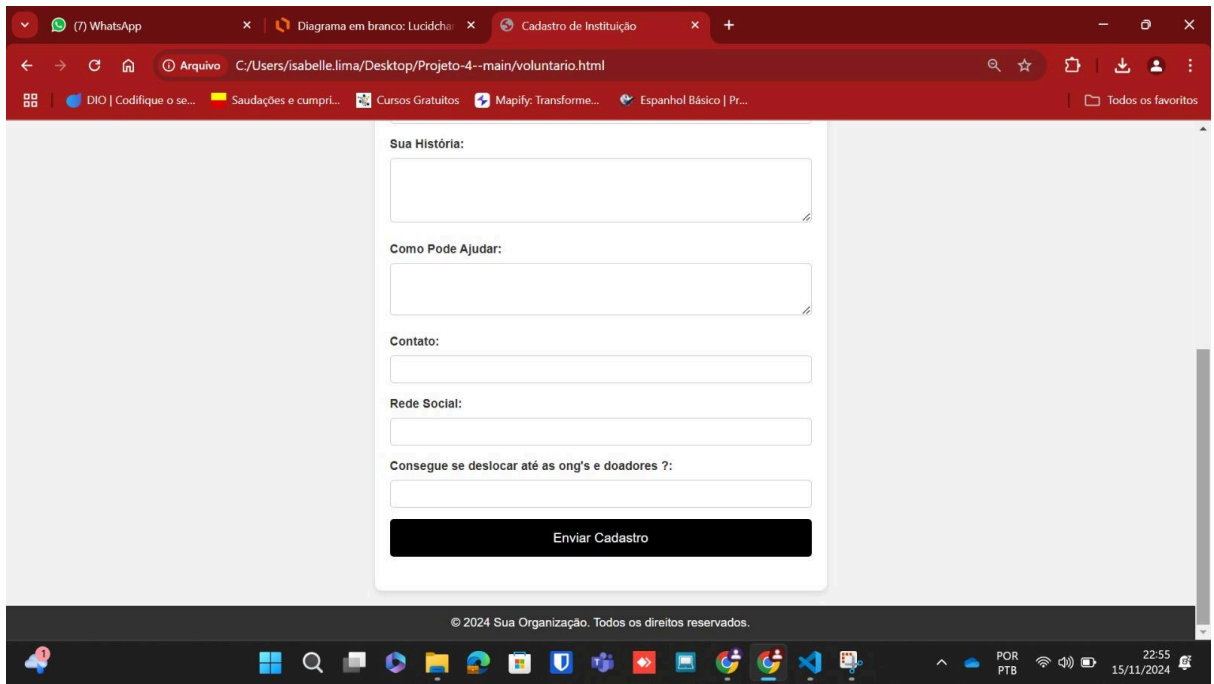 (7) WhatsApp
Diagrama em branco: Lucidchar
Cadastro de Instituição
Arquivo C:/Users/isabelle.lima/Desktop/Projeto-4--main/voluntario.html
DIO | Codifique o se... Saudações e cumpri... Cursos Gratuitos Mapify: Transforme... Espanhol Básico | Pr... Todos os favoritos
Sua História:
Como Pode Ajudar:
Contato:
Rede Social:
Consegue se deslocar até as ong's e doadores ?:
Enviar Cadastro
© 2024 Sua Organização. Todos os direitos reservados.
1
POR
PTB
22:55
15/11/2024